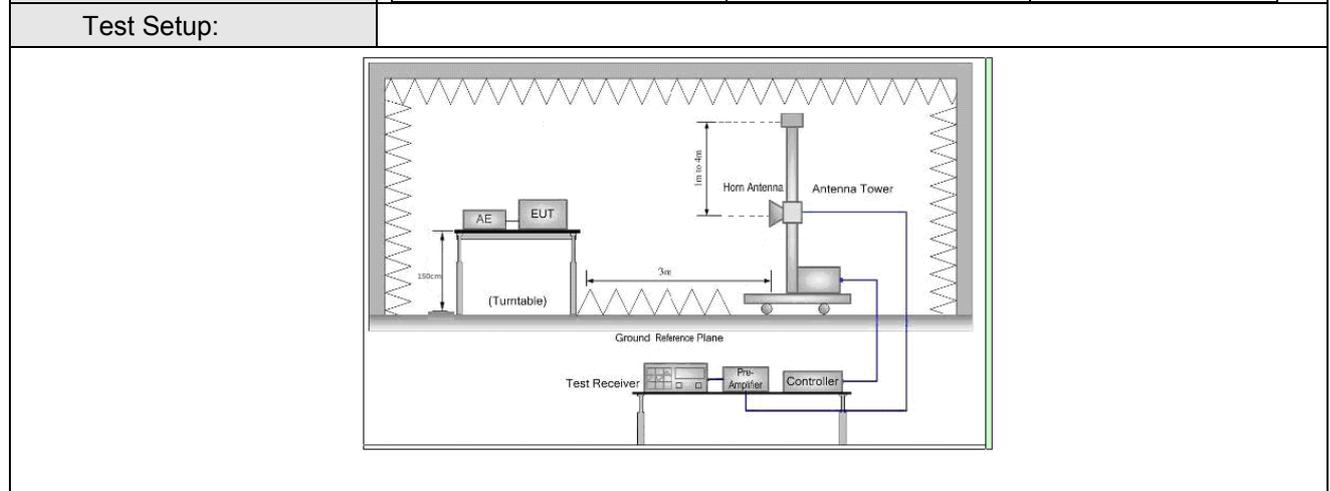 Test Setup:
1m to 4m
Horn Antenna
Antenna Tower
AE
EUT
150cm
3m
(Turntable)
Ground Reference Plane
Test Receiver
Pre-
Amplifier
Controller